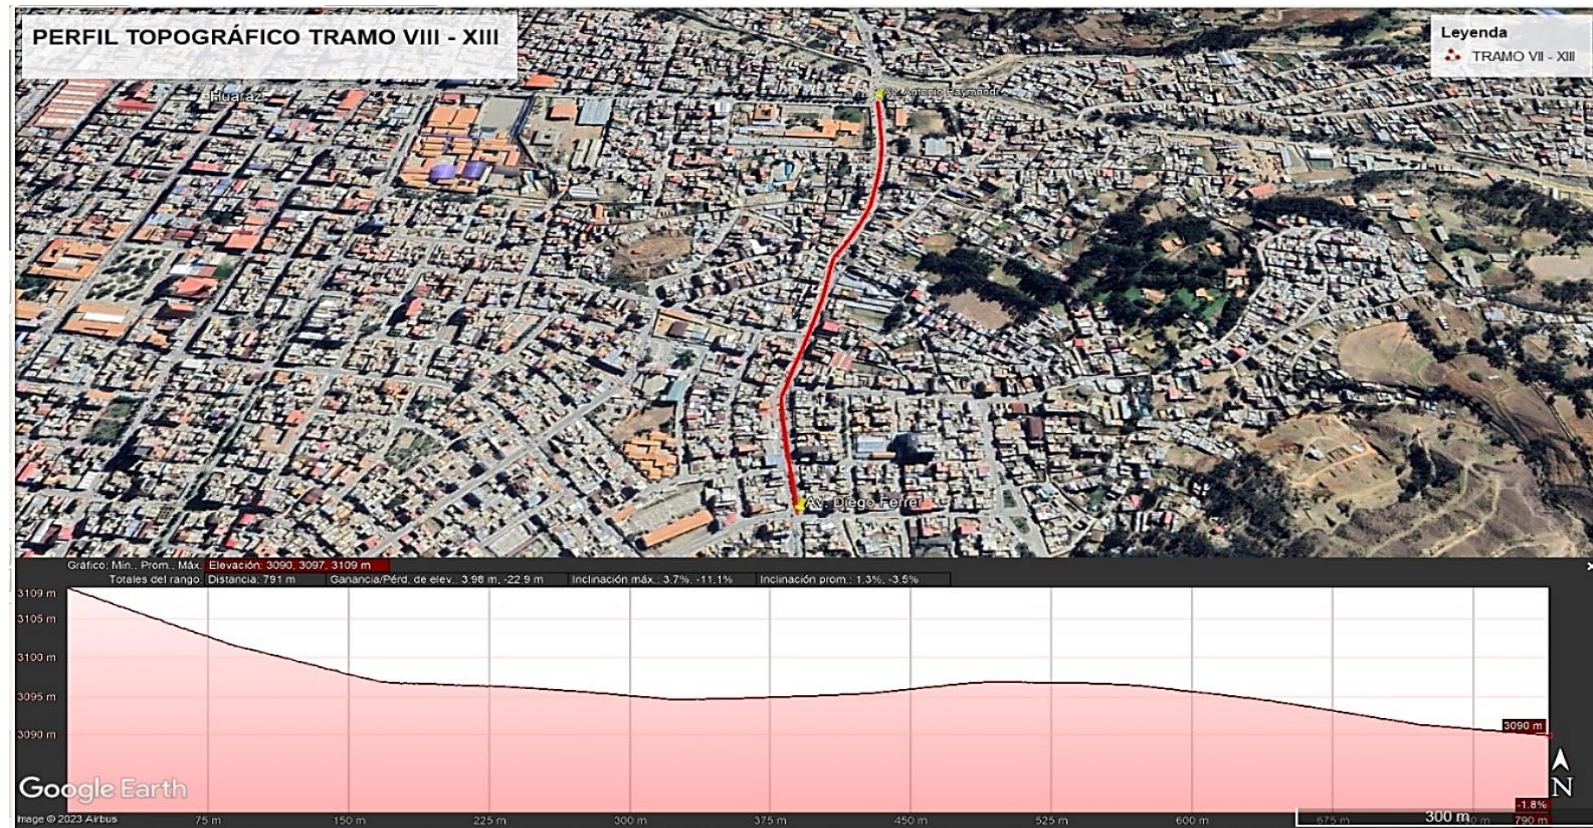 PERFIL TOPOGRÁFICO TRAMO VIII - XIII
Leyenda
TRAMO VII - XIII
Huaraz
Av. Antonio Raymondi
Av. Diego Ferrer
Gráfico: Mín., Prom., Máx. Elevación: 3090, 3097, 3109 m
Totales del rango: Distancia: 791 m Ganancia/Pérd. de elev.: 3.98 m, -22.9 m Inclinación máx.: 3.7%, -11.1% Inclinación prom.: 1.3%, -3.5%
3109 m
3105 m
3100 m
3095 m
3090 m
3090 m
Google Earth
N
-1.8%
Image © 2023 Airbus
75 m 150 m 225 m 300 m 375 m 450 m 525 m 600 m 675 m 300 m 790 m